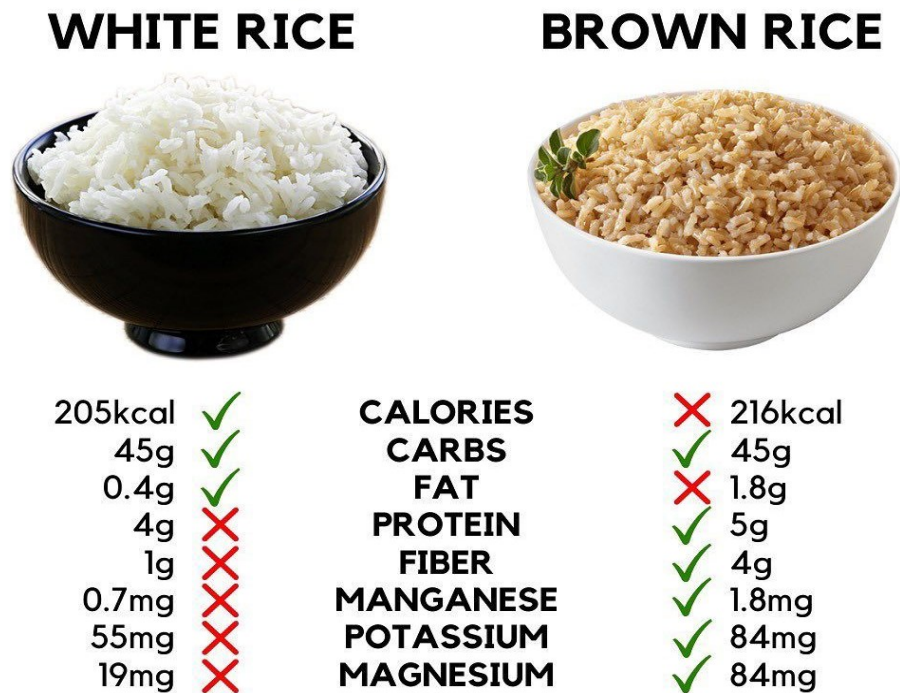 WHITE RICE BROWN RICE
205kcal CALORIES 216kcal
45g CARBS 45g
0.4g FAT 1.8g
4g PROTEIN 5g
1g FIBER 4g
0.7mg MANGANESE 1.8mg
55mg POTASSIUM 84mg
19mg MAGNESIUM 84mg